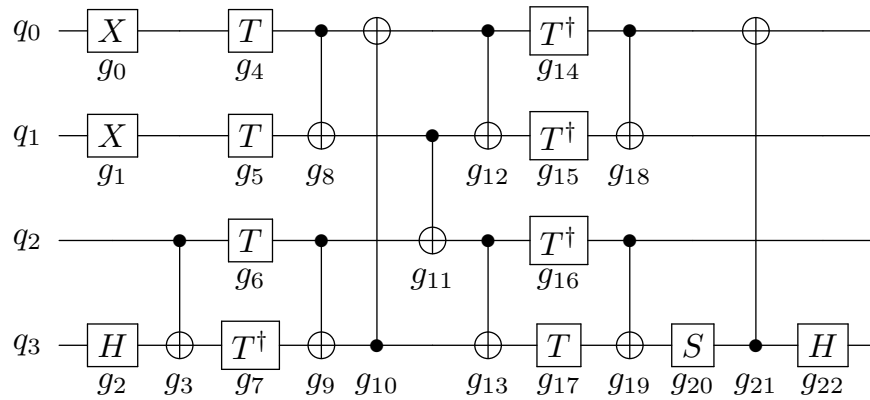 q₀ X T T†
g₀ g₄ g₁₄
q₁ X T T†
g₁ g₅ g₈ g₁₂ g₁₅ g₁₈
q₂ T T†
g₆ g₁₁ g₁₆
q₃ H T† T S H
g₂ g₃ g₇ g₉ g₁₀ g₁₃ g₁₇ g₁₉ g₂₀ g₂₁ g₂₂